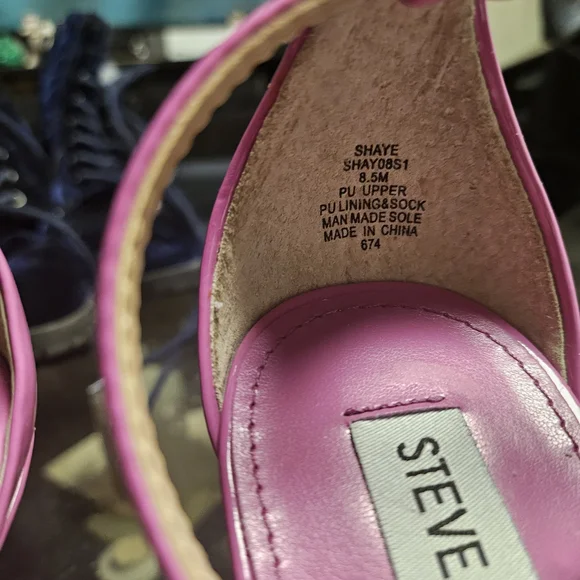 SHAYE
SHAY08S1
8.5M
PU UPPER
PU LINING&SOCK
MAN MADE SOLE
MADE IN CHINA
674
STEVE